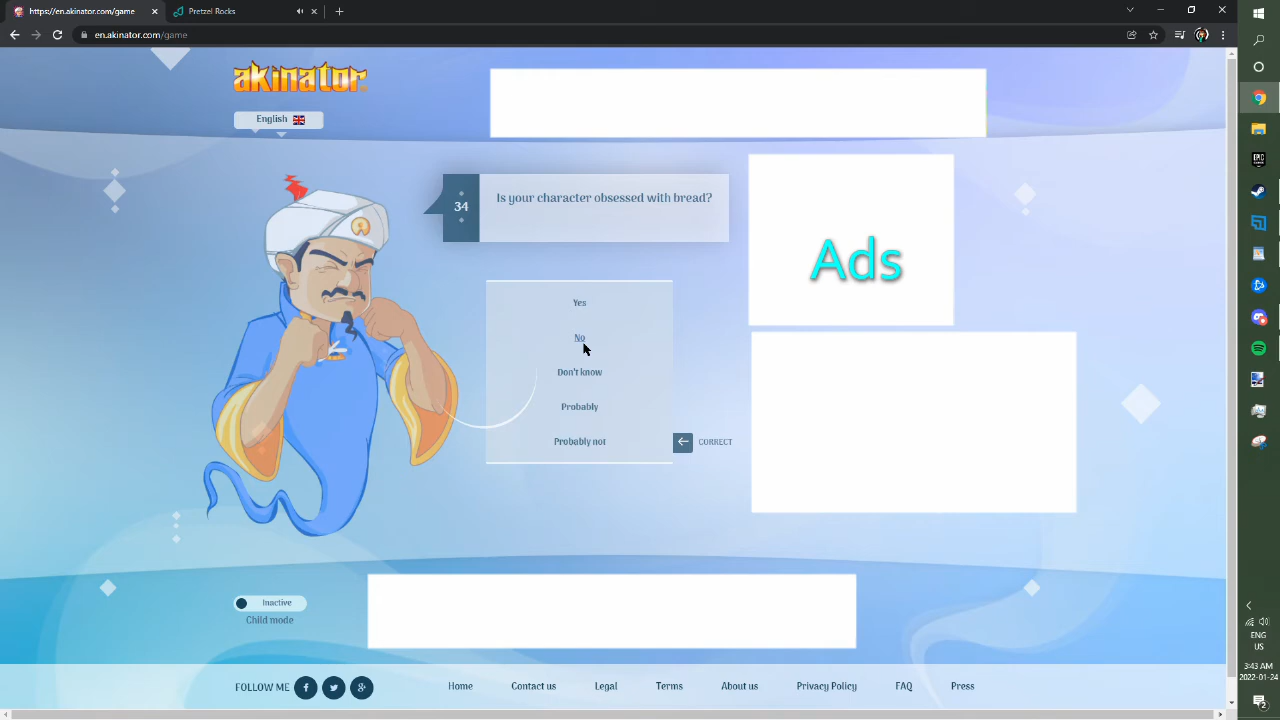 https://en.akinator.com/game
Pretzel Rocks
en.akinator.com/game
akinator
English
34
Is your character obsessed with bread?
Yes
No
Don't know
Probably
Probably not
CORRECT
Ads
Inactive
Child mode
FOLLOW ME
Home
Contact us
Legal
Terms
About us
Privacy Policy
FAQ
Press
EPIC
GAMES
ENG
US
3:43 AM
2022-01-24